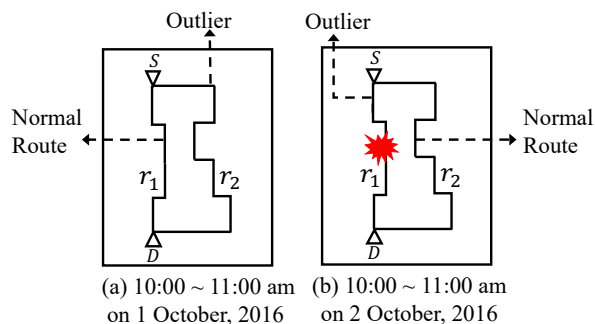 Outlier
S
Normal
Route
r₁
r₂
D
(a) 10:00 ~ 11:00 am
on 1 October, 2016
Outlier
S
Normal
Route
r₁
r₂
D
(b) 10:00 ~ 11:00 am
on 2 October, 2016